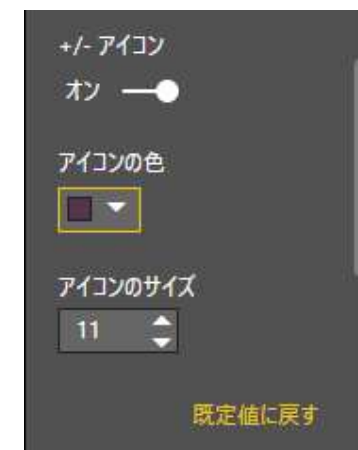 +/- アイコン
オン
アイコンの色
アイコンのサイズ
11
既定値に戻す